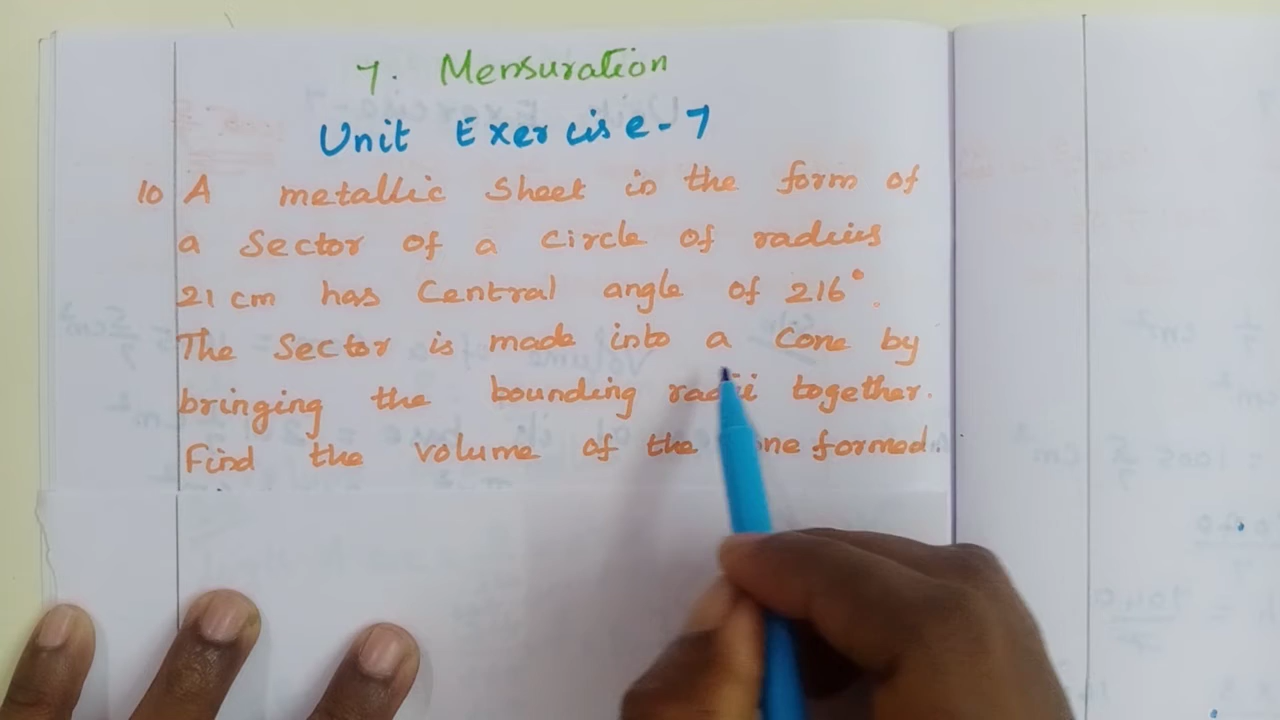 7. Mensuration
Unit Exercise-7
10 A metallic Sheet in the form of
a Sector of a circle of radius
21 cm has Central angle of 216°.
The Sector is made into a Cone by
bringing the bounding radii together.
Find the volume of the formed.